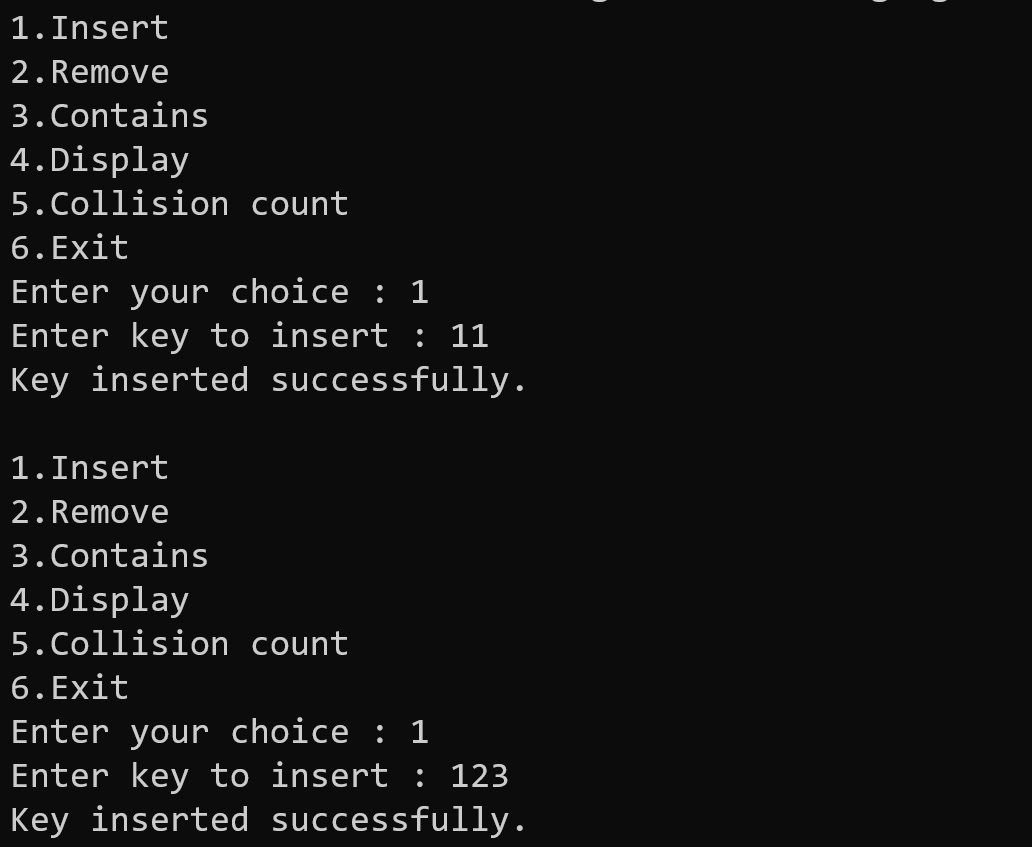 1.Insert
2.Remove
3.Contains
4.Display
5.Collision count
6.Exit
Enter your choice : 1
Enter key to insert : 11
Key inserted successfully.
1.Insert
2.Remove
3.Contains
4.Display
5.Collision count
6.Exit
Enter your choice : 1
Enter key to insert : 123
Key inserted successfully.